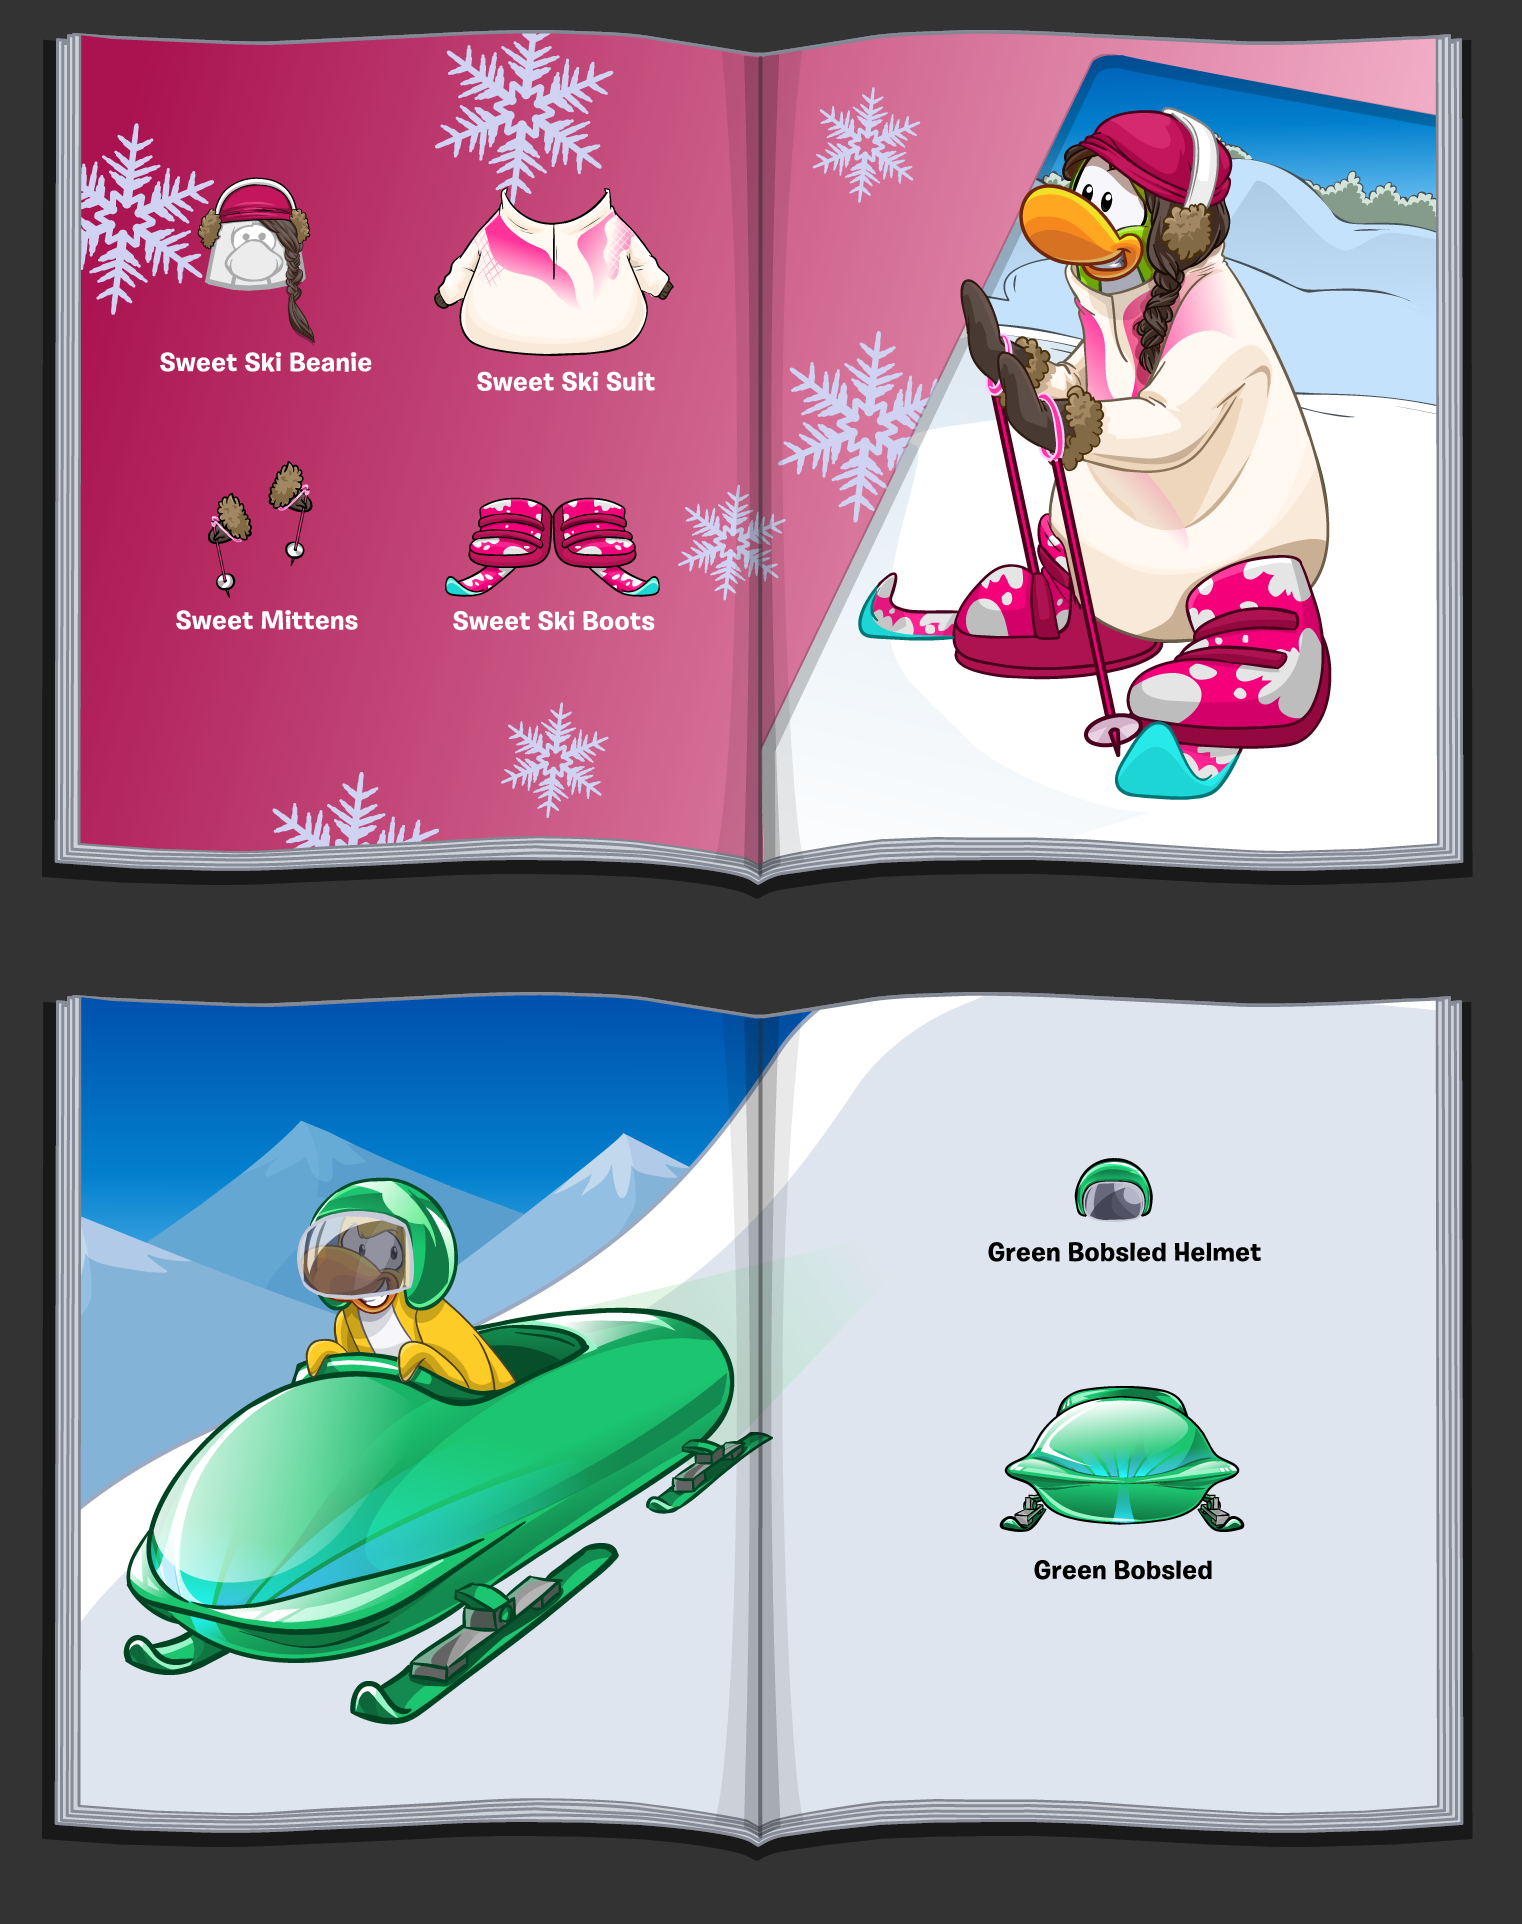 Sweet Ski Beanie
Sweet Ski Suit
Sweet Mittens
Sweet Ski Boots
Green Bobsled Helmet
Green Bobsled